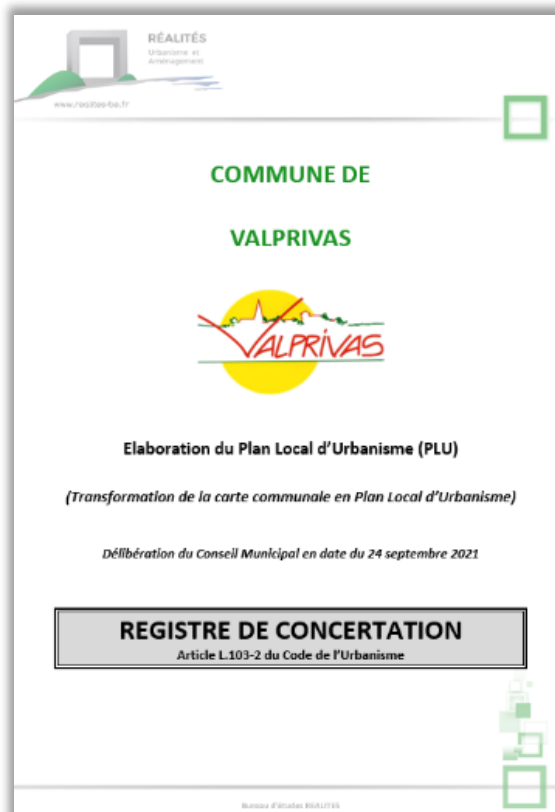 RÉALITÉS
Urbanisme et
Aménagement
www.realites-be.fr
COMMUNE DE
VALPRIVAS
VALPRIVAS
Elaboration du Plan Local d'Urbanisme (PLU)
(Transformation de la carte communale en Plan Local d'Urbanisme)
Délibération du Conseil Municipal en date du 24 septembre 2021
REGISTRE DE CONCERTATION
Article L.103-2 du Code de l'Urbanisme
Bureau d'études REALITES